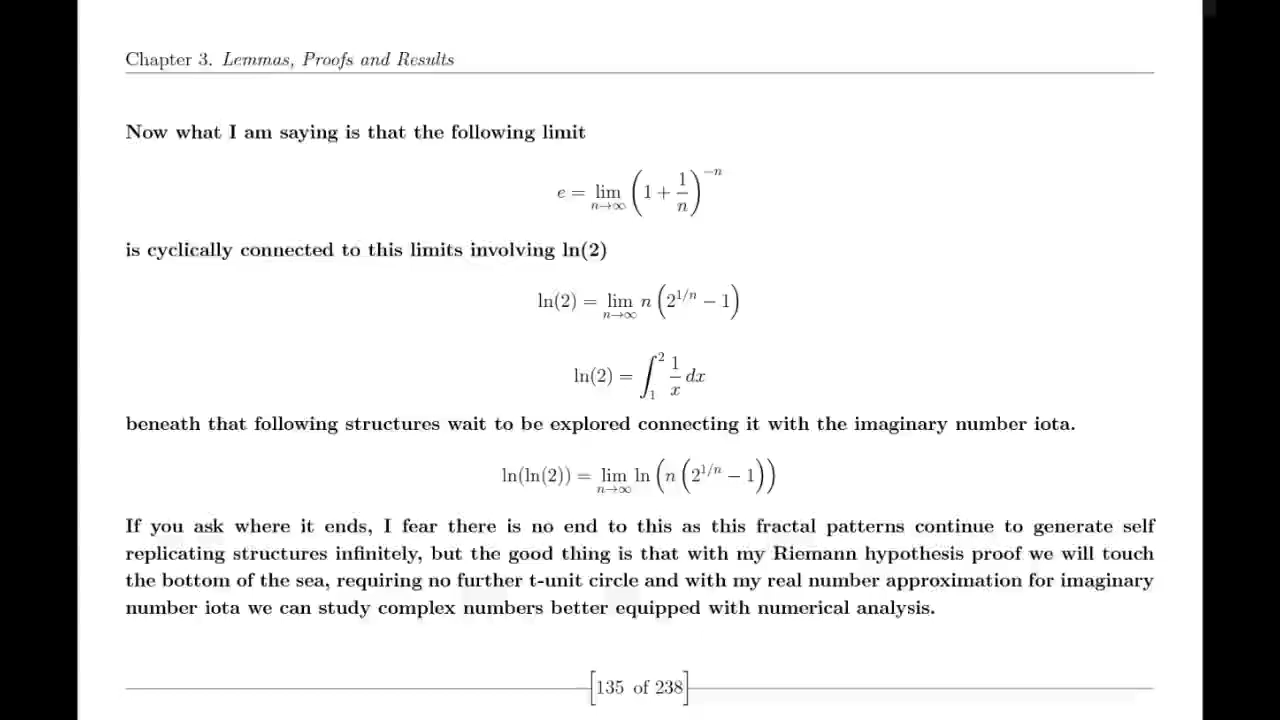 Chapter 3. Lemmas, Proofs and Results
Now what I am saying is that the following limit
e = lim_{n→∞} (1 + 1/n)^{−n}
is cyclically connected to this limits involving ln(2)
ln(2) = lim_{n→∞} n (2^{1/n} − 1)
ln(2) = ∫_1^2 1/x dx
beneath that following structures wait to be explored connecting it with the imaginary number iota.
ln(ln(2)) = lim_{n→∞} ln (n (2^{1/n} − 1))
If you ask where it ends, I fear there is no end to this as this fractal patterns continue to generate self
replicating structures infinitely, but the good thing is that with my Riemann hypothesis proof we will touch
the bottom of the sea, requiring no further t-unit circle and with my real number approximation for imaginary
number iota we can study complex numbers better equipped with numerical analysis.
[135 of 238]